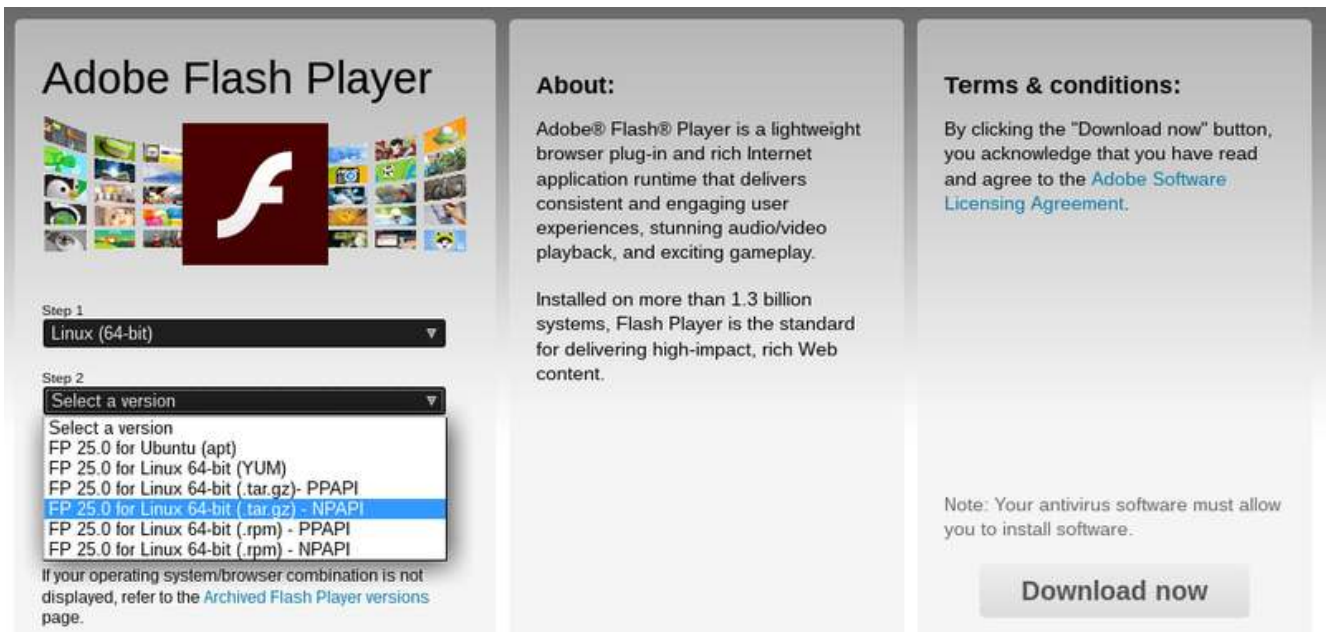 Adobe Flash Player
Step 1
Linux (64-bit)
Step 2
Select a version
Select a version
FP 25.0 for Ubuntu (apt)
FP 25.0 for Linux 64-bit (YUM)
FP 25.0 for Linux 64-bit (.tar.gz)- PPAPI
FP 25.0 for Linux 64-bit (.tar.gz) - NPAPI
FP 25.0 for Linux 64-bit (.rpm) - PPAPI
FP 25.0 for Linux 64-bit (.rpm) - NPAPI
If your operating system/browser combination is not
displayed, refer to the Archived Flash Player versions
page.
About:
Adobe® Flash® Player is a lightweight
browser plug-in and rich Internet
application runtime that delivers
consistent and engaging user
experiences, stunning audio/video
playback, and exciting gameplay.
Installed on more than 1.3 billion
systems, Flash Player is the standard
for delivering high-impact, rich Web
content.
Terms & conditions:
By clicking the "Download now" button,
you acknowledge that you have read
and agree to the Adobe Software
Licensing Agreement.
Note: Your antivirus software must allow
you to install software.
Download now